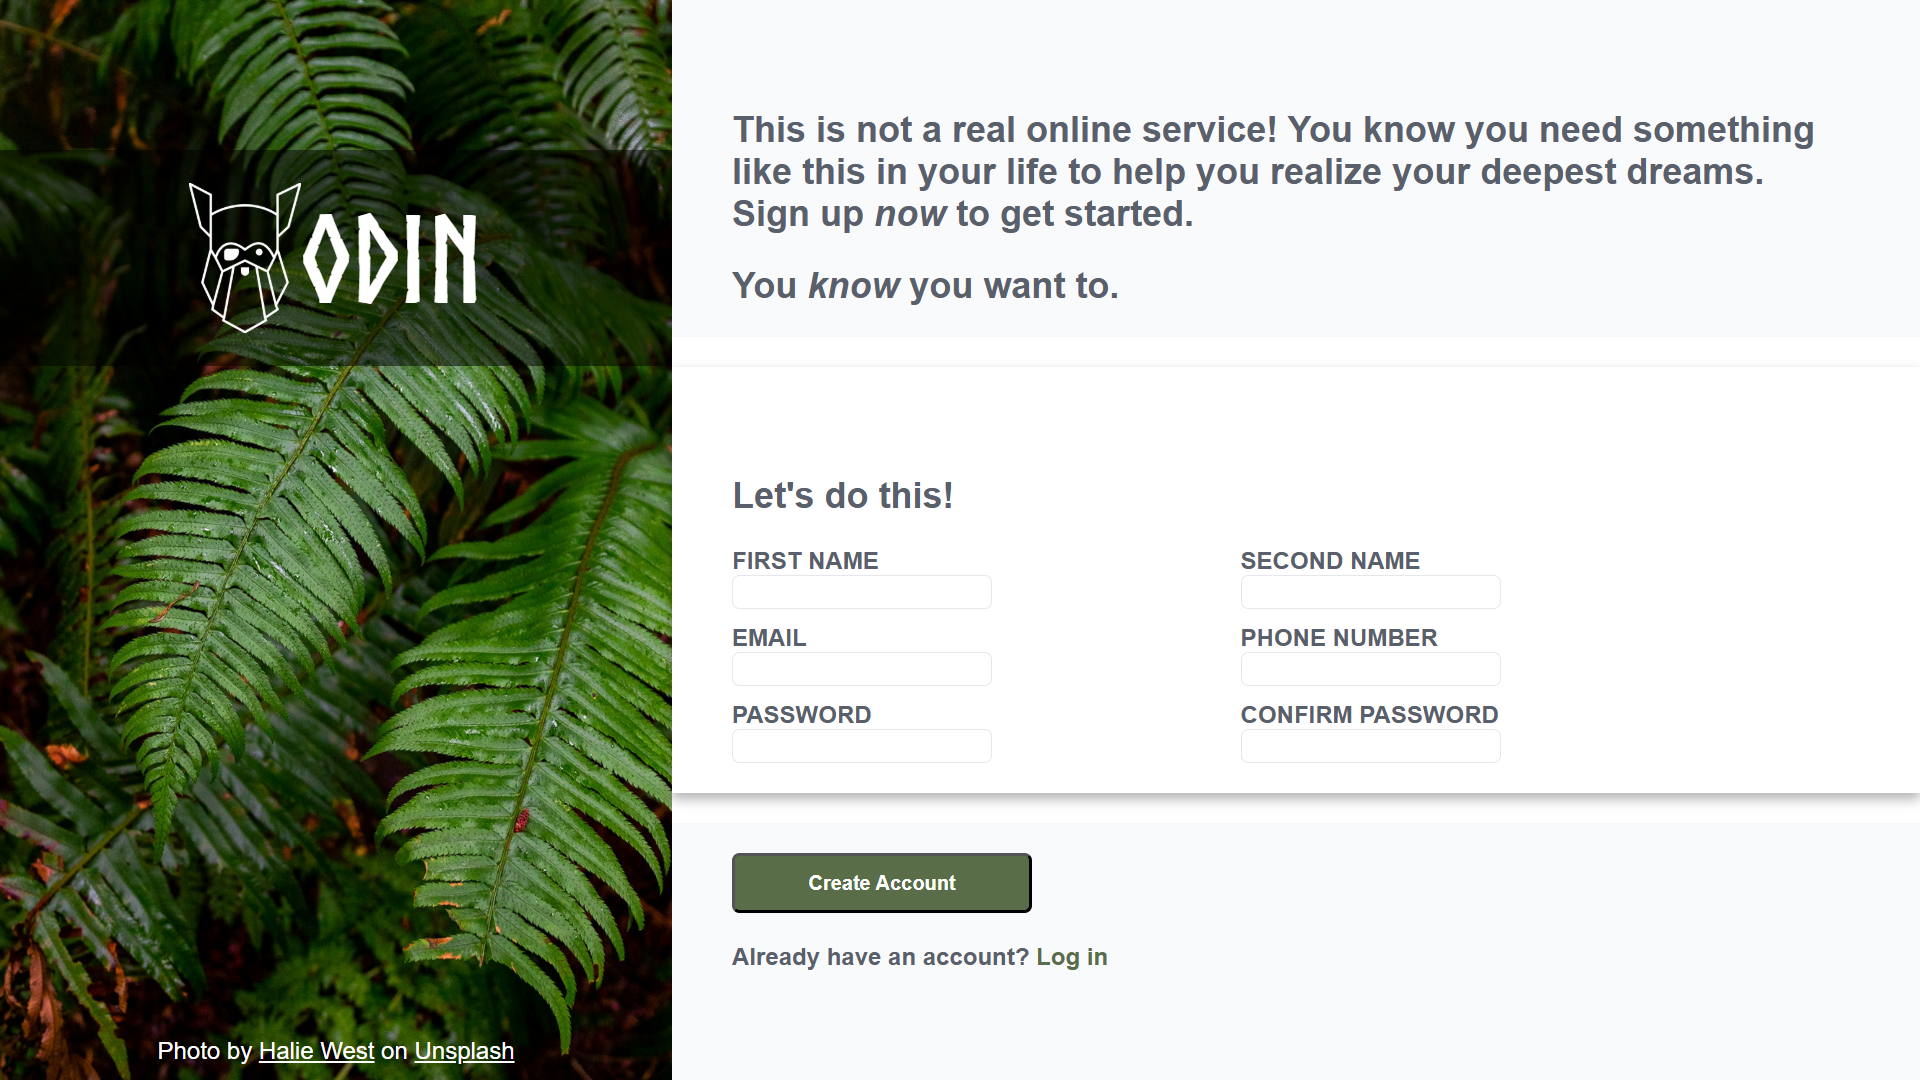 ODIN
This is not a real online service! You know you need something
like this in your life to help you realize your deepest dreams.
Sign up now to get started.
You know you want to.
Let's do this!
FIRST NAME
SECOND NAME
EMAIL
PHONE NUMBER
PASSWORD
CONFIRM PASSWORD
Create Account
Already have an account? Log in
Photo by Halie West on Unsplash